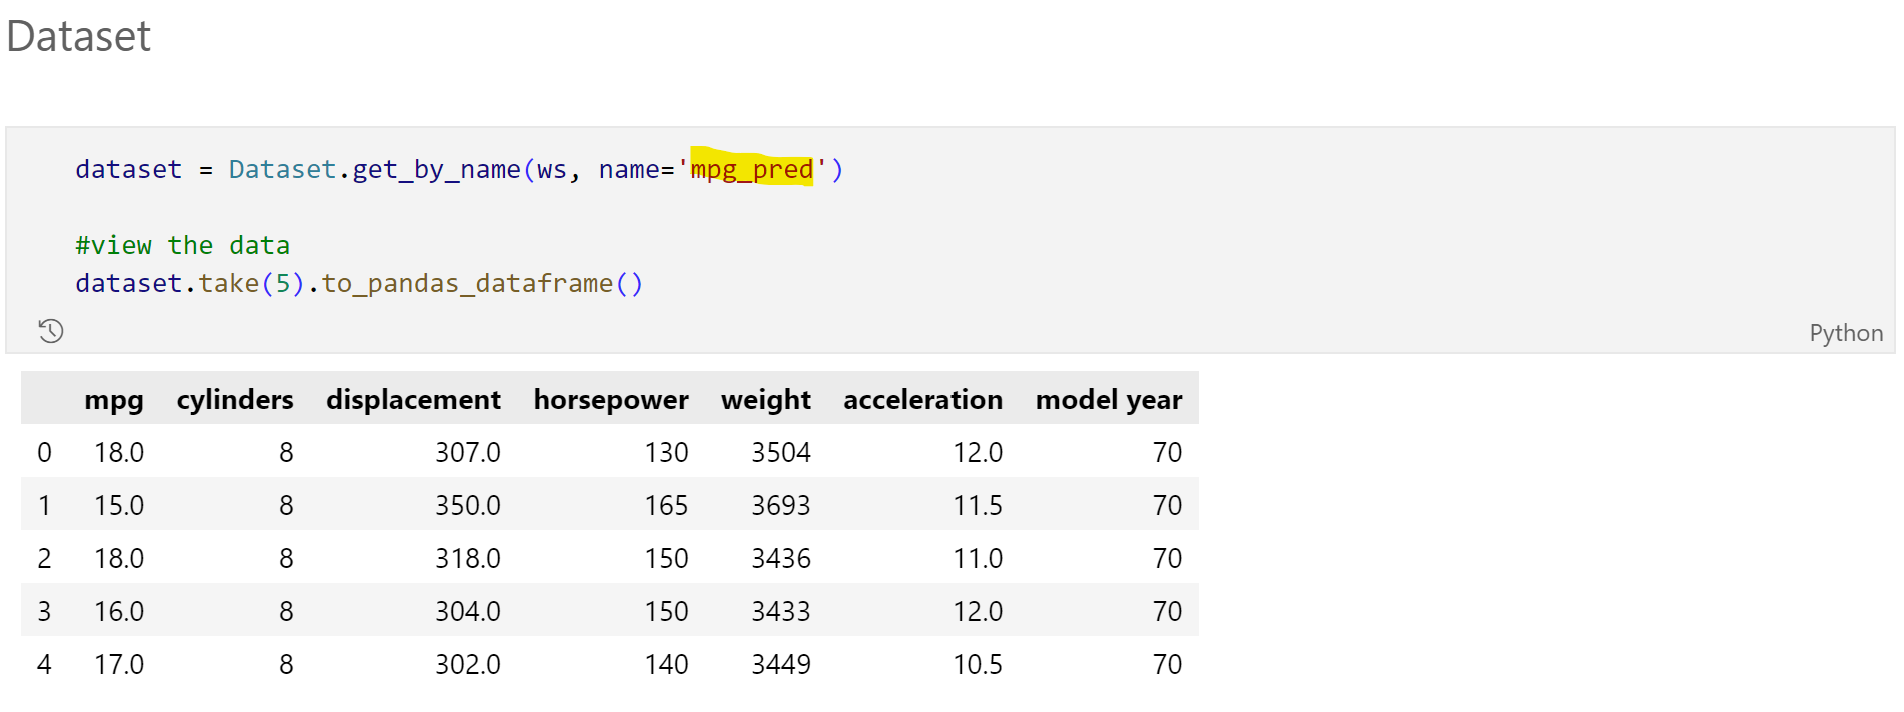 Dataset
dataset = Dataset.get_by_name(ws, name='mpg_pred')
#view the data
dataset.take(5).to_pandas_dataframe()
Python
mpg cylinders displacement horsepower weight acceleration model year
0 18.0 8 307.0 130 3504 12.0 70
1 15.0 8 350.0 165 3693 11.5 70
2 18.0 8 318.0 150 3436 11.0 70
3 16.0 8 304.0 150 3433 12.0 70
4 17.0 8 302.0 140 3449 10.5 70